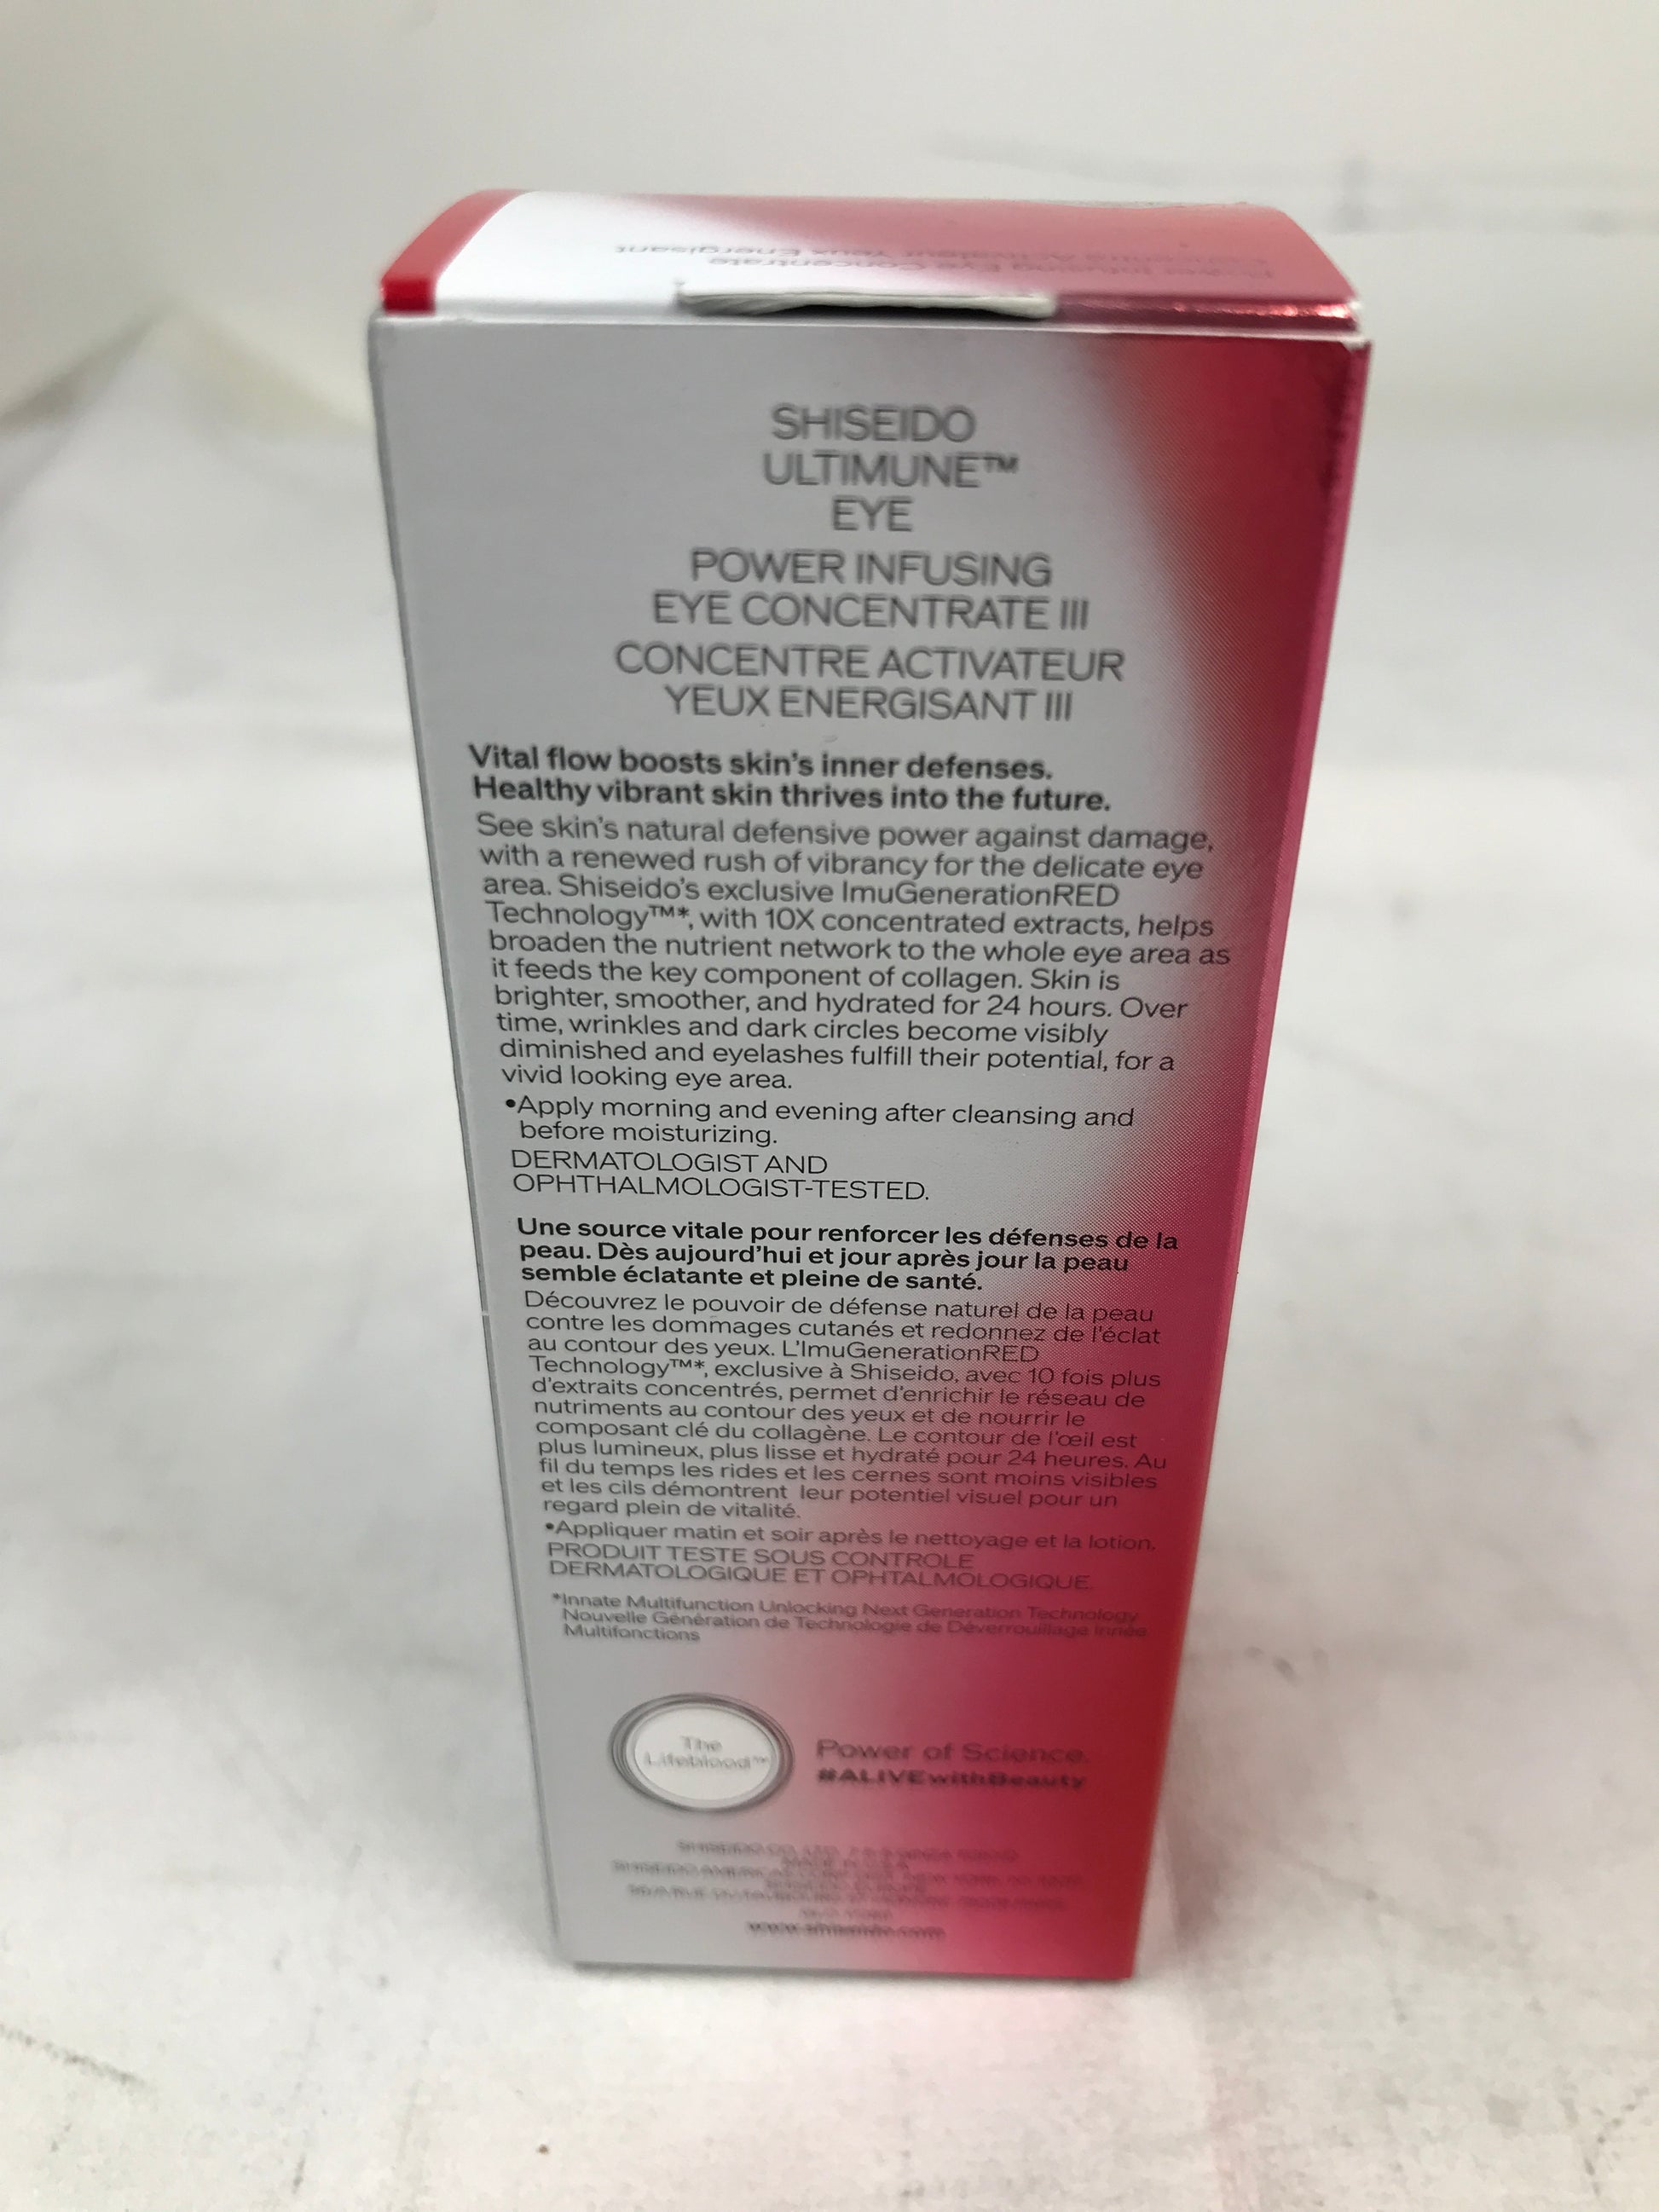 Power Infusing Eye Concentrate
Concentré Activateur Yeux Énergisant
SHISEIDO
ULTIMUNE™
EYE
POWER INFUSING
EYE CONCENTRATE III
CONCENTRE ACTIVATEUR
YEUX ENERGISANT III
Vital flow boosts skin's inner defenses.
Healthy vibrant skin thrives into the future.
See skin's natural defensive power against damage,
with a renewed rush of vibrancy for the delicate eye
area. Shiseido's exclusive ImuGenerationRED
Technology™*, with 10X concentrated extracts, helps
broaden the nutrient network to the whole eye area as
it feeds the key component of collagen. Skin is
brighter, smoother, and hydrated for 24 hours. Over
time, wrinkles and dark circles become visibly
diminished and eyelashes fulfill their potential, for a
vivid looking eye area.
•Apply morning and evening after cleansing and
before moisturizing.
DERMATOLOGIST AND
OPHTHALMOLOGIST-TESTED.
Une source vitale pour renforcer les défenses de la
peau. Dès aujourd'hui et jour après jour la peau
semble éclatante et pleine de santé.
Découvrez le pouvoir de défense naturel de la peau
contre les dommages cutanés et redonnez de l'éclat
au contour des yeux. L'ImuGenerationRED
Technology™*, exclusive à Shiseido, avec 10 fois plus
d'extraits concentrés, permet d'enrichir le réseau de
nutriments au contour des yeux et de nourrir le
composant clé du collagène. Le contour de l'œil est
plus lumineux, plus lisse et hydraté pour 24 heures. Au
fil du temps les rides et les cernes sont moins visibles
et les cils démontrent leur potentiel visuel pour un
regard plein de vitalité.
•Appliquer matin et soir après le nettoyage et la lotion.
PRODUIT TESTE SOUS CONTROLE
DERMATOLOGIQUE ET OPHTALMOLOGIQUE.
*Innate Multifunction Unlocking Next Generation Technology
Nouvelle Génération de Technologie de Déverrouillage Innée
Multifonctions
The
Lifeblood™
Power of Science.
#ALIVEwithBeauty
www.shiseido.com